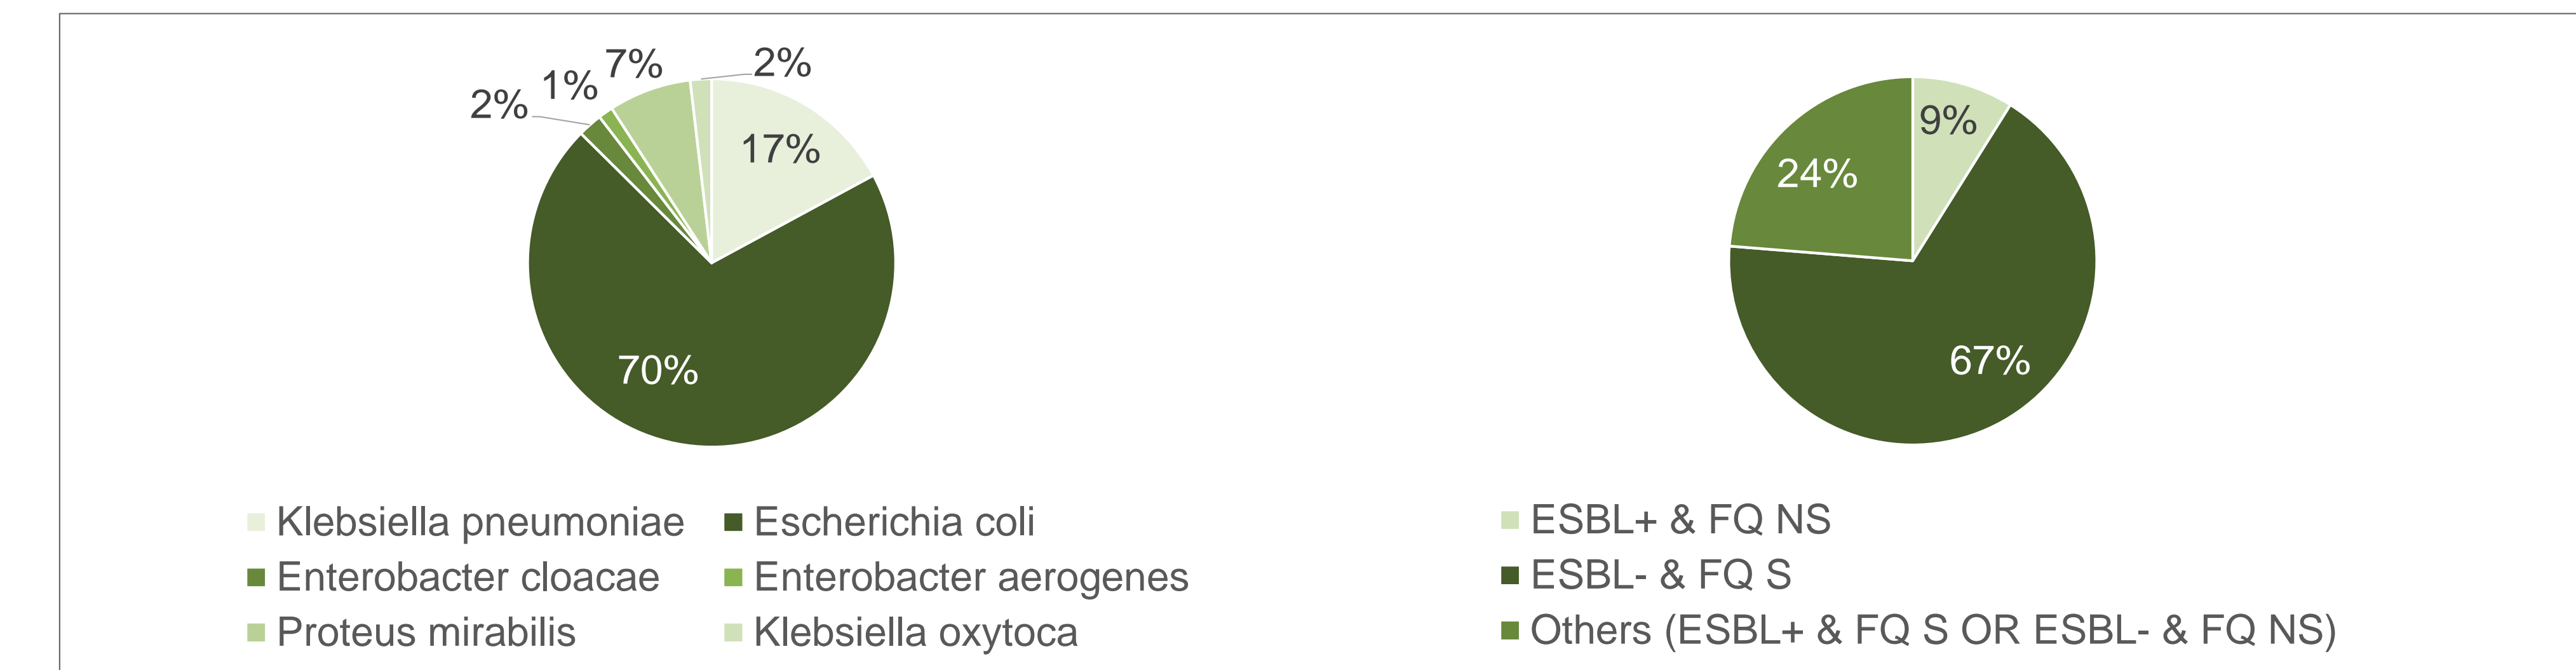 7%
2%
1%
2%
17%
70%
Klebsiella pneumoniae
Escherichia coli
Enterobacter cloacae
Enterobacter aerogenes
Proteus mirabilis
Klebsiella oxytoca
9%
24%
67%
ESBL+ & FQ NS
ESBL- & FQ S
Others (ESBL+ & FQ S OR ESBL- & FQ NS)